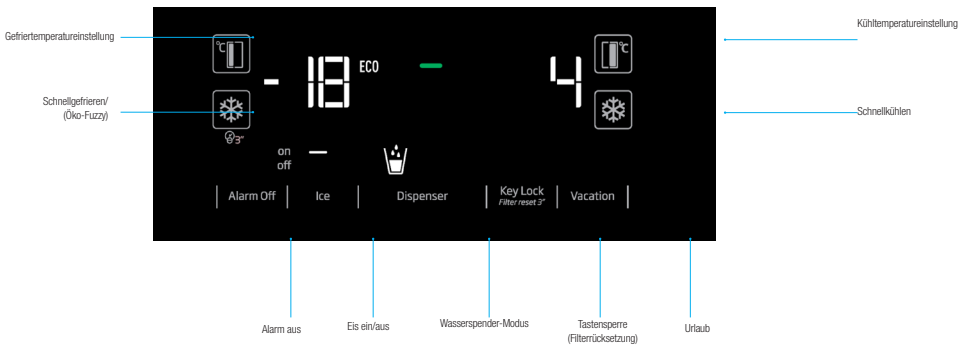 Gefriertemperatureinstellung
Kühltemperatureinstellung
°C
- 18 ECO
4
°C
Schnellgefrieren/
(Öko-Fuzzy)
Schnellkühlen
3"
on
off
Alarm Off
Ice
Dispenser
Key Lock
Filter reset 3"
Vacation
Alarm aus
Eis ein/aus
Wasserspender-Modus
Tastensperre
(Filterrücksetzung)
Urlaub